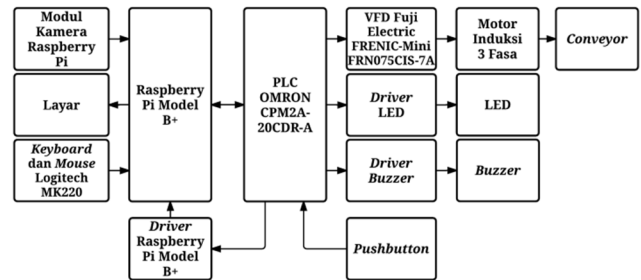 Modul
Kamera
Raspberry
Pi
Layar
Keyboard
dan Mouse
Logitech
MK220
Raspberry
Pi Model
B+
Driver
Raspberry
Pi Model
B+
PLC
OMRON
CPM2A-
20CDR-A
VFD Fuji
Electric
FRENIC-Mini
FRN075CIS-7A
Motor
Induksi
3 Fasa
Conveyor
Driver
LED
LED
Driver
Buzzer
Buzzer
Pushbutton